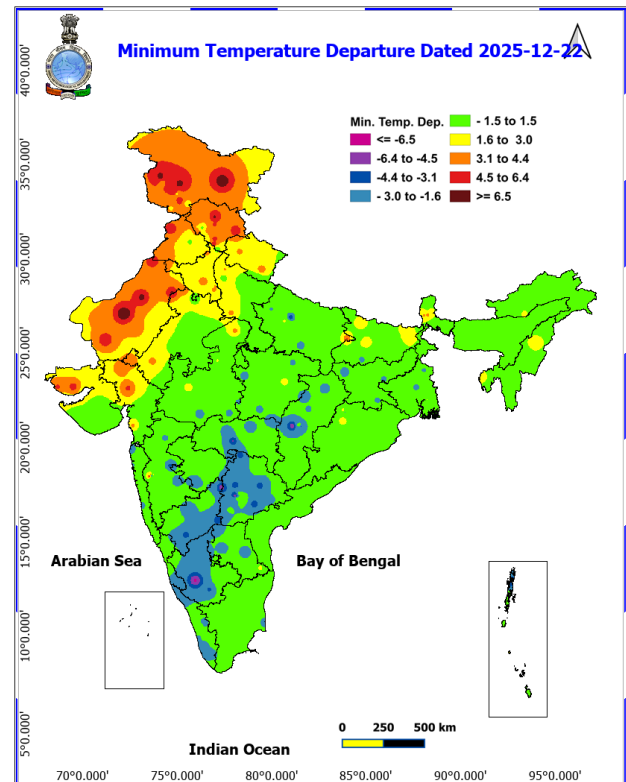 Minimum Temperature Departure Dated 2025-12-22
Min. Temp. Dep.
<= -6.5
-6.4 to -4.5
-4.4 to -3.1
- 3.0 to -1.6
- 1.5 to 1.5
1.6 to 3.0
3.1 to 4.4
4.5 to 6.4
>= 6.5
40°0.000'
35°0.000'
30°0.000'
25°0.000'
20°0.000'
15°0.000'
10°0.000'
5°0.000'
Arabian Sea
Bay of Bengal
Indian Ocean
0 250 500 km
70°0.000' 75°0.000' 80°0.000' 85°0.000' 90°0.000' 95°0.000'